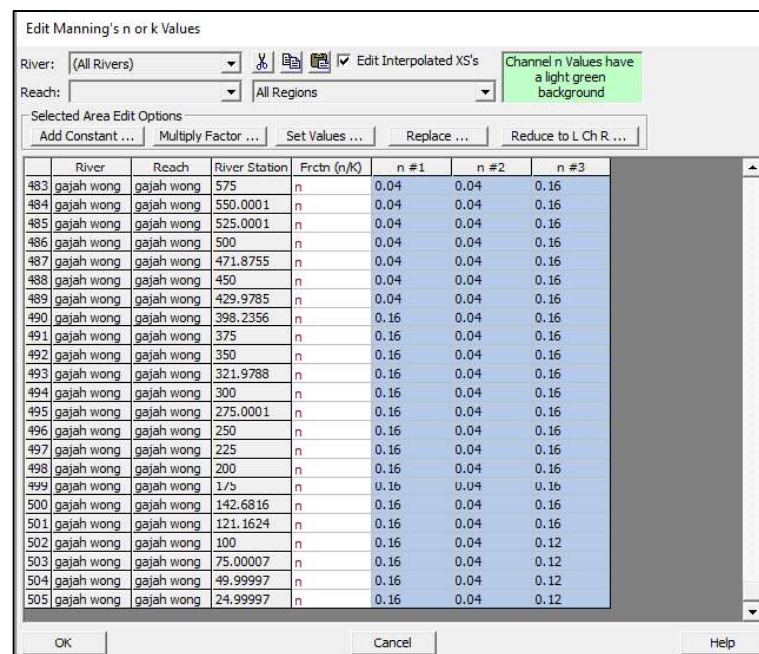 Edit Manning's n or k Values
River: (All Rivers) Edit Interpolated XS's Channel n Values have a light green background
Reach: All Regions
Selected Area Edit Options
Add Constant ... Multiply Factor ... Set Values ... Replace ... Reduce to L Ch R ...
River Reach River Station Frctn (n/K) n #1 n #2 n #3
483 gajah wong gajah wong 575 n 0.04 0.04 0.16
484 gajah wong gajah wong 550.0001 n 0.04 0.04 0.16
485 gajah wong gajah wong 525.0001 n 0.04 0.04 0.16
486 gajah wong gajah wong 500 n 0.04 0.04 0.16
487 gajah wong gajah wong 471.8755 n 0.04 0.04 0.16
488 gajah wong gajah wong 450 n 0.04 0.04 0.16
489 gajah wong gajah wong 429.9785 n 0.04 0.04 0.16
490 gajah wong gajah wong 398.2356 n 0.16 0.04 0.16
491 gajah wong gajah wong 375 n 0.16 0.04 0.16
492 gajah wong gajah wong 350 n 0.16 0.04 0.16
493 gajah wong gajah wong 321.9788 n 0.16 0.04 0.16
494 gajah wong gajah wong 300 n 0.16 0.04 0.16
495 gajah wong gajah wong 275.0001 n 0.16 0.04 0.16
496 gajah wong gajah wong 250 n 0.16 0.04 0.16
497 gajah wong gajah wong 225 n 0.16 0.04 0.16
498 gajah wong gajah wong 200 n 0.16 0.04 0.16
499 gajah wong gajah wong 175 n 0.16 0.04 0.16
500 gajah wong gajah wong 142.6816 n 0.16 0.04 0.16
501 gajah wong gajah wong 121.1624 n 0.16 0.04 0.16
502 gajah wong gajah wong 100 n 0.16 0.04 0.12
503 gajah wong gajah wong 75.00007 n 0.16 0.04 0.12
504 gajah wong gajah wong 49.99997 n 0.16 0.04 0.12
505 gajah wong gajah wong 24.99997 n 0.16 0.04 0.12
OK Cancel Help